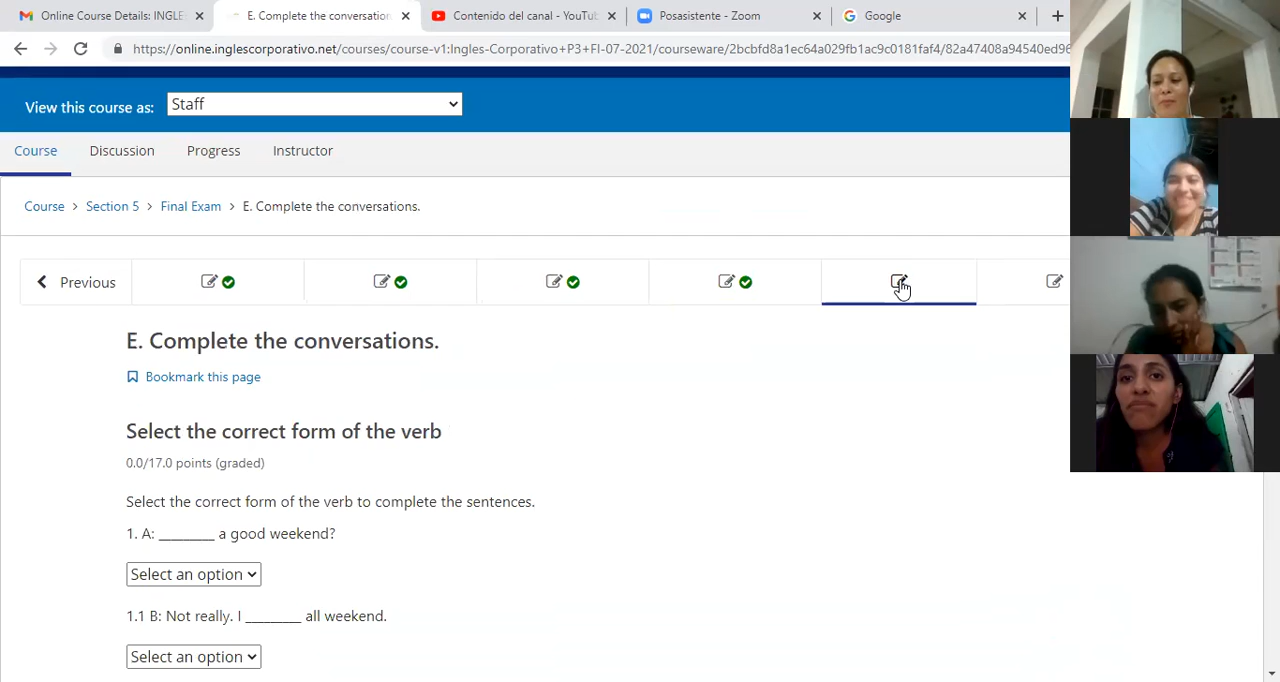 Online Course Details: INGLES
E. Complete the conversation
Contenido del canal - YouTub
Posasistente - Zoom
Google
https://online.inglescorporativo.net/courses/course-v1:Ingles-Corporativo+P3+FI-07-2021/courseware/2bcbfd8a1ec64a029fb1ac9c0181faf4/82a47408a94540ed96
View this course as:
Staff
Course
Discussion
Progress
Instructor
Course > Section 5 > Final Exam > E. Complete the conversations.
Previous
E. Complete the conversations.
Bookmark this page
Select the correct form of the verb
0.0/17.0 points (graded)
Select the correct form of the verb to complete the sentences.
1. A: _______ a good weekend?
Select an option
1.1 B: Not really. I _______ all weekend.
Select an option